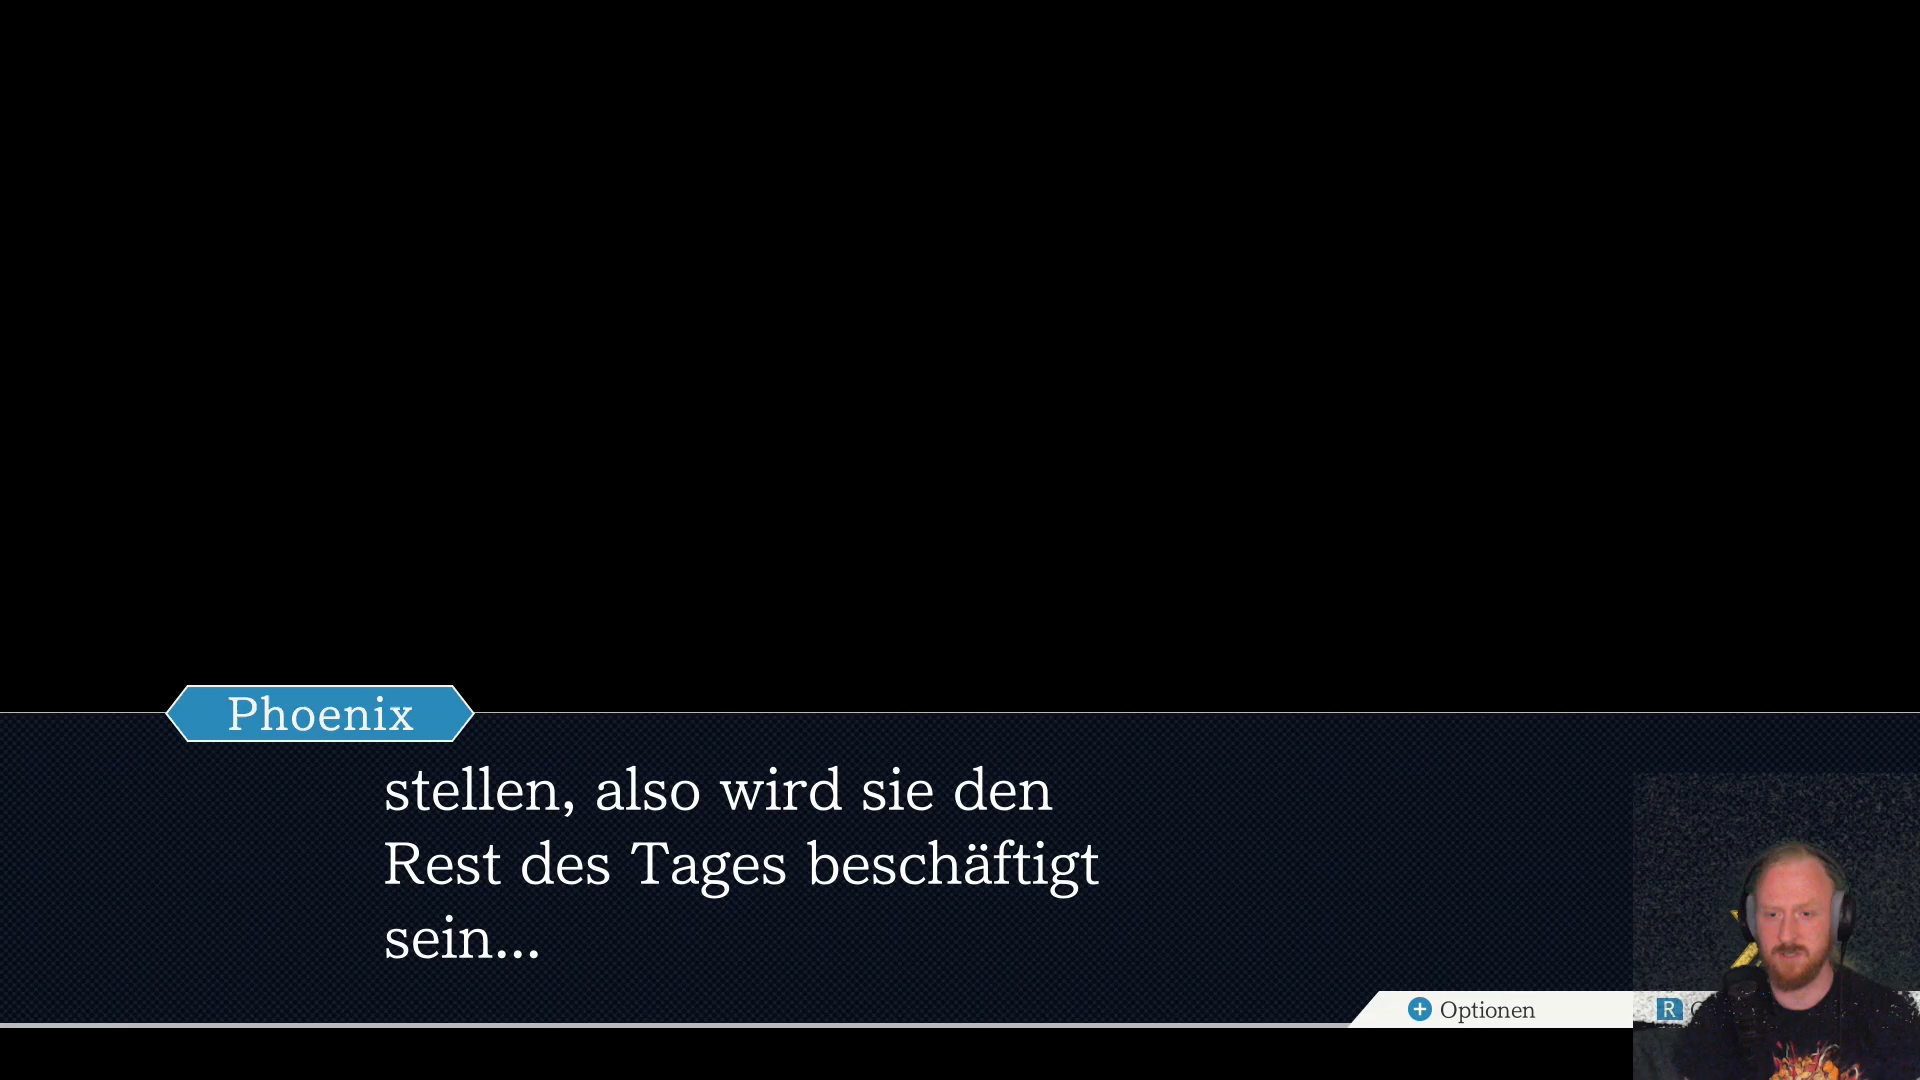 Phoenix
stellen, also wird sie den
Rest des Tages beschäftigt
sein...
+ Optionen
R